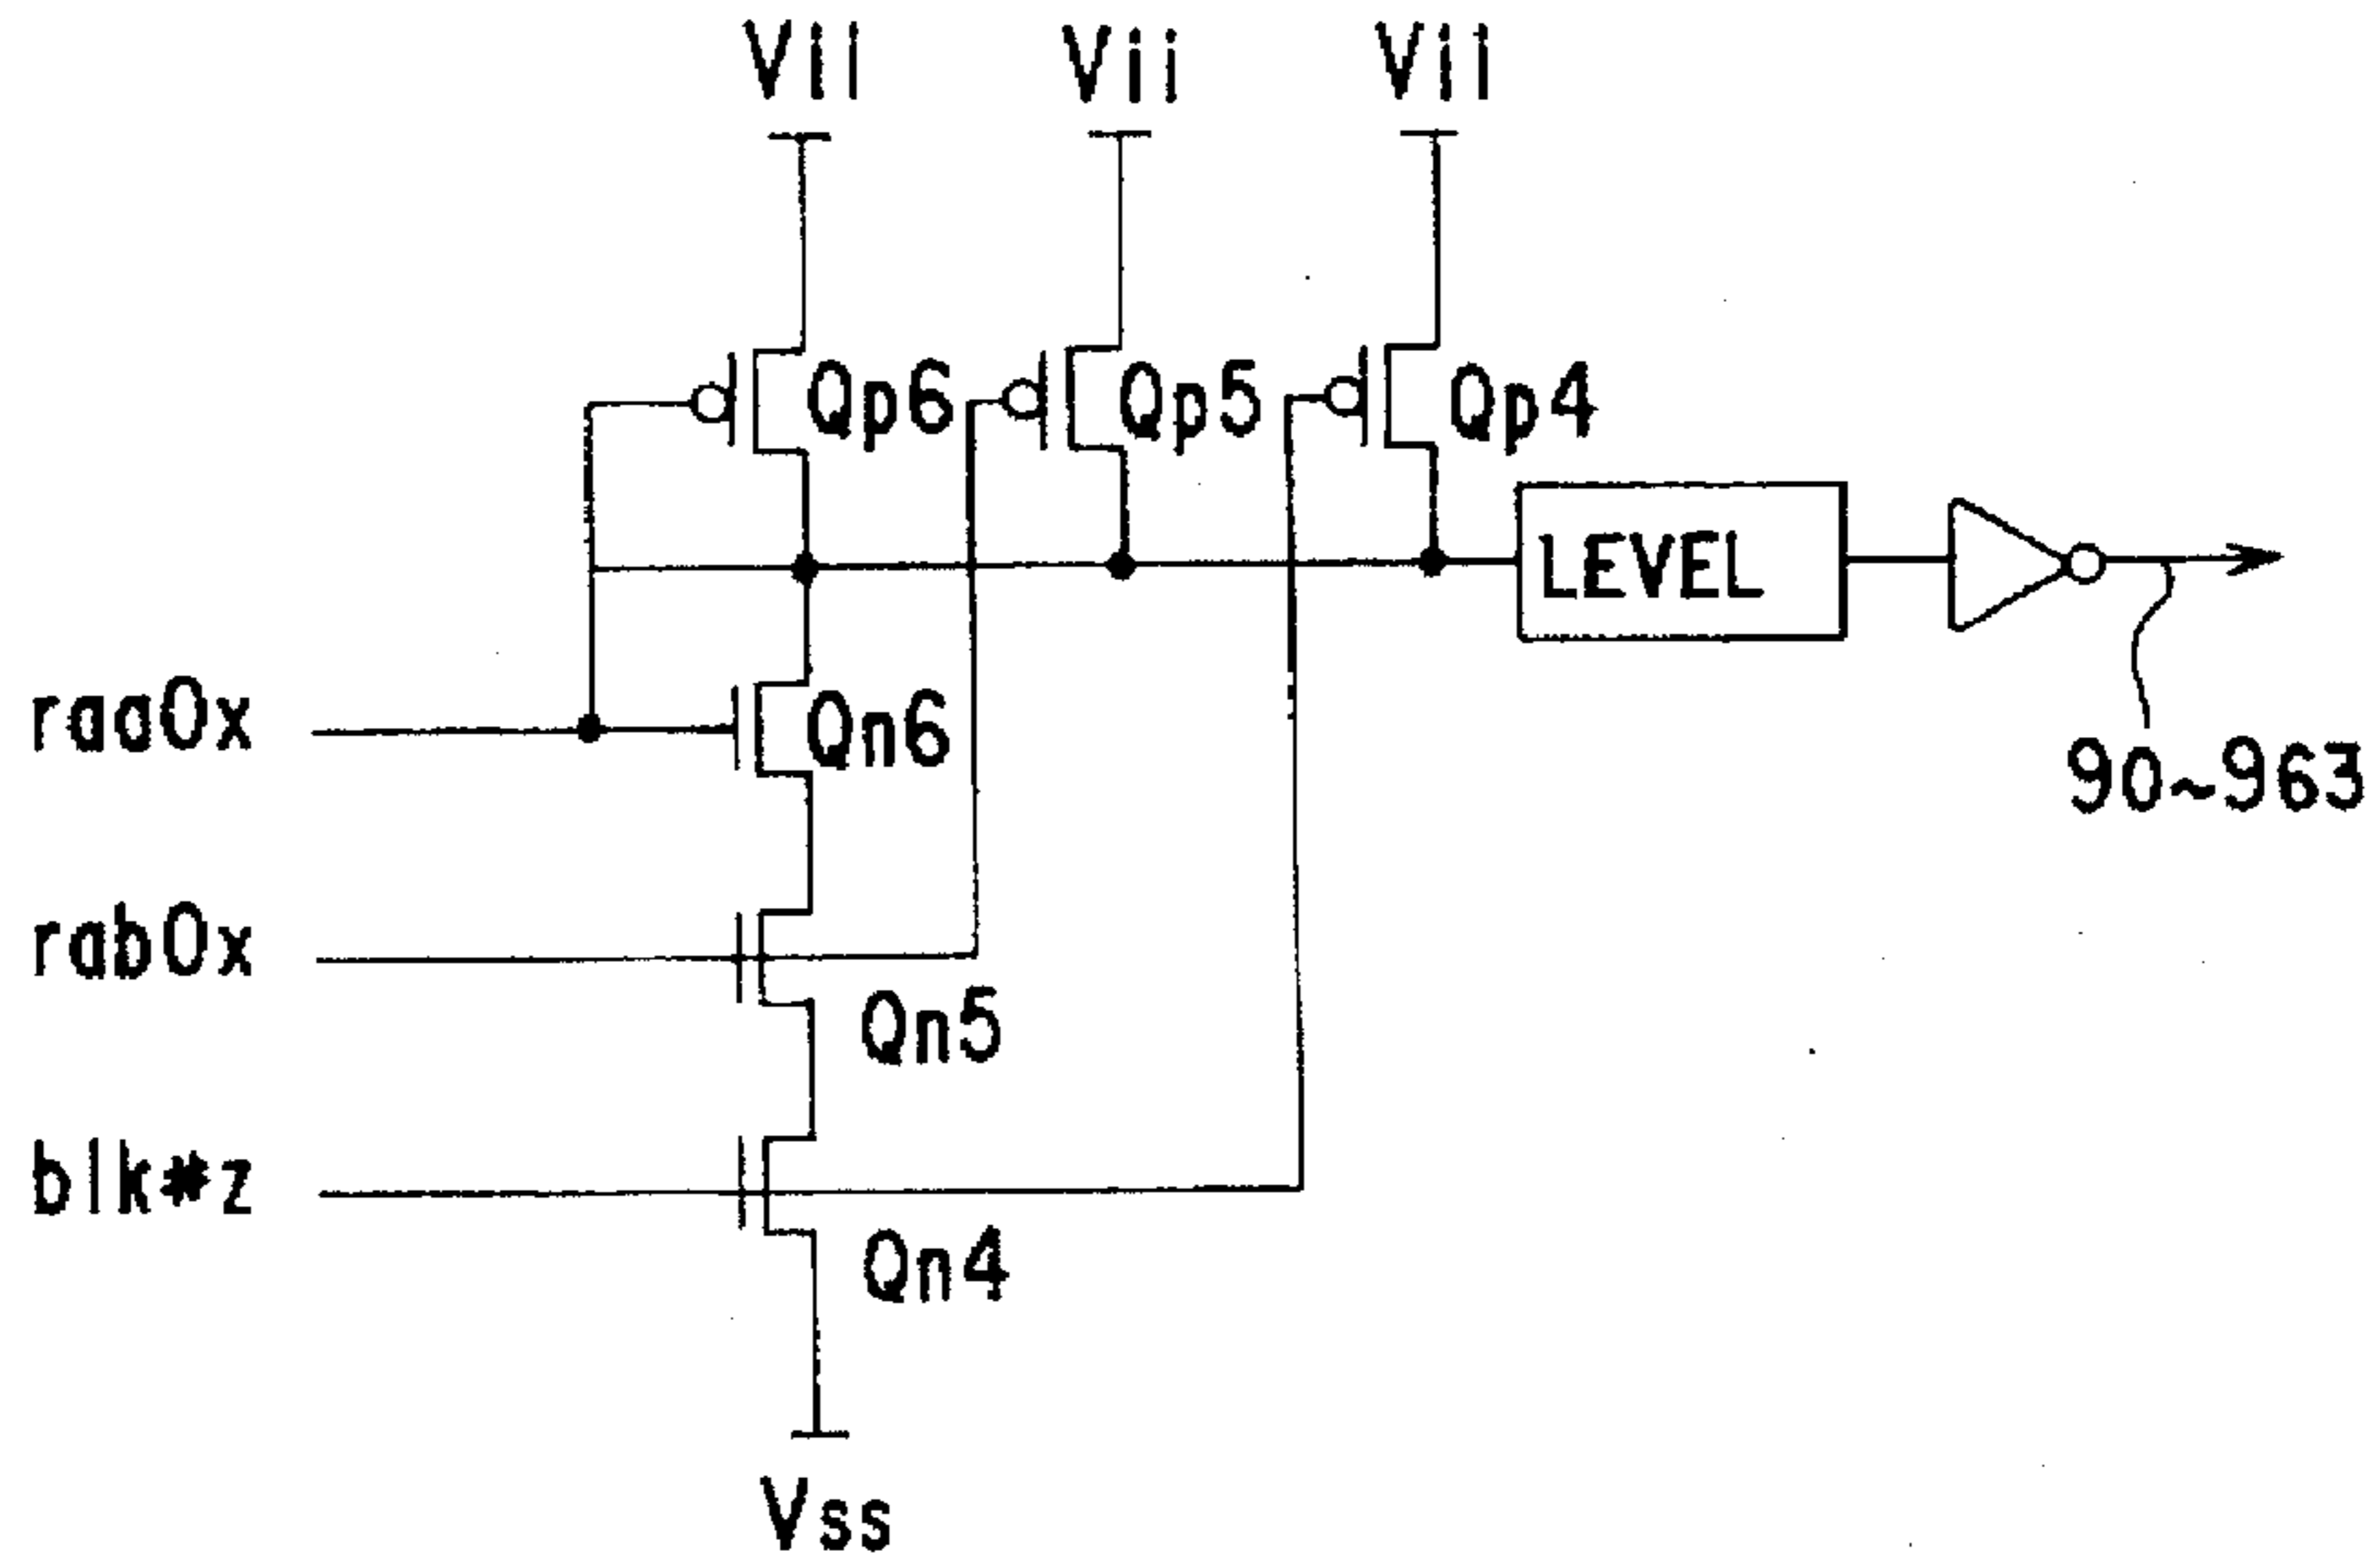 Vii Vii Vii
Qp6 Qp5 Qp4
LEVEL
raa0x
Qn6
90~963
rab0x
Qn5
blk#z
Qn4
Vss